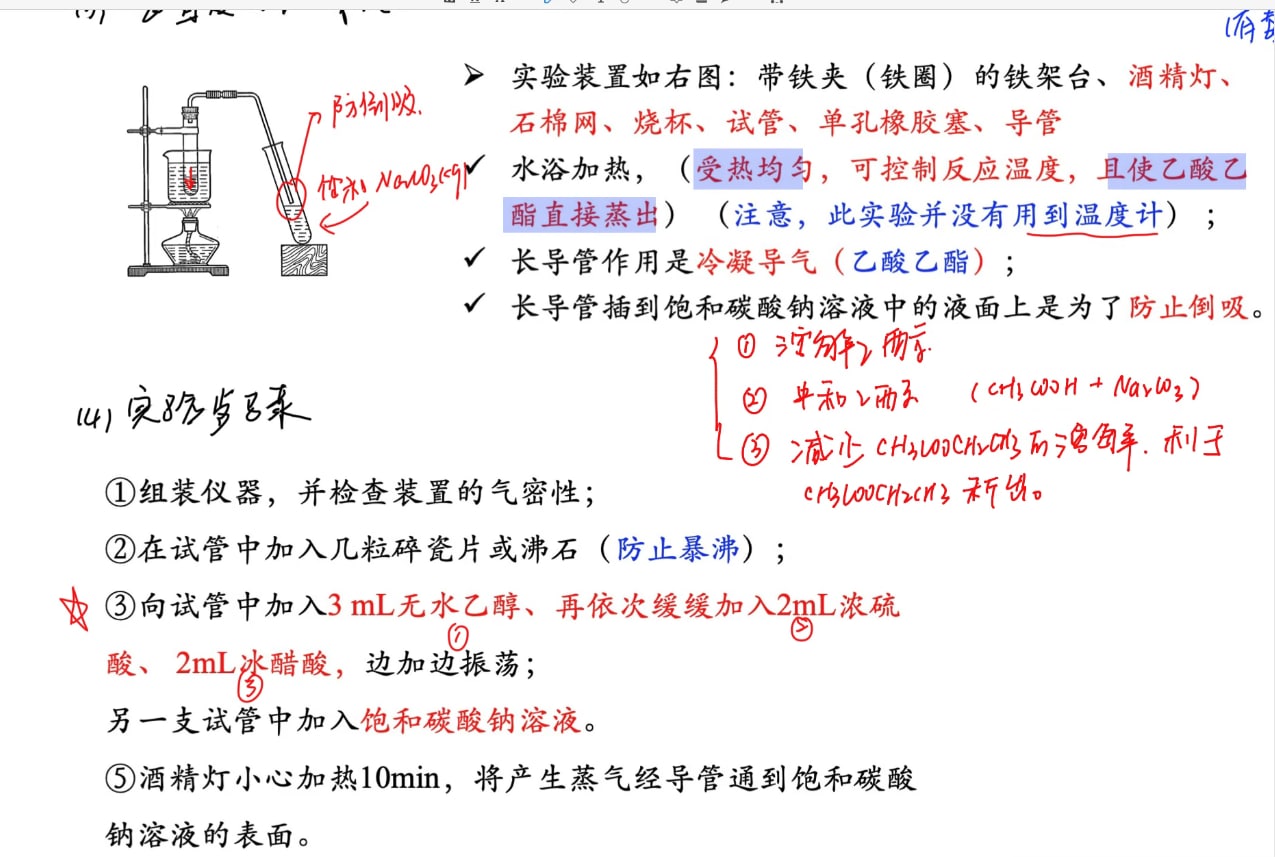 防倒吸.
饱和 Na₂CO₃(aq)
➢ 实验装置如右图：带铁夹（铁圈）的铁架台、酒精灯、
石棉网、烧杯、试管、单孔橡胶塞、导管
✓ 水浴加热，（受热均匀，可控制反应温度，且使乙酸乙
酯直接蒸出）（注意，此实验并没有用到温度计）；
✓ 长导管作用是冷凝导气（乙酸乙酯）；
✓ 长导管插到饱和碳酸钠溶液中的液面上是为了防止倒吸。
① 溶解乙醇.
② 中和乙酸 (CH₃COOH + Na₂CO₃)
③ 减少 CH₃COOCH₂CH₃ 的溶解度. 利于
CH₃COOCH₂CH₃ 析出。
(4) 实验步骤
①组装仪器，并检查装置的气密性；
②在试管中加入几粒碎瓷片或沸石（防止暴沸）；
③向试管中加入3 mL无水乙醇、再依次缓缓加入2mL浓硫
① ②
酸、 2mL冰醋酸，边加边振荡；
③
另一支试管中加入饱和碳酸钠溶液。
⑤酒精灯小心加热10min，将产生蒸气经导管通到饱和碳酸
钠溶液的表面。